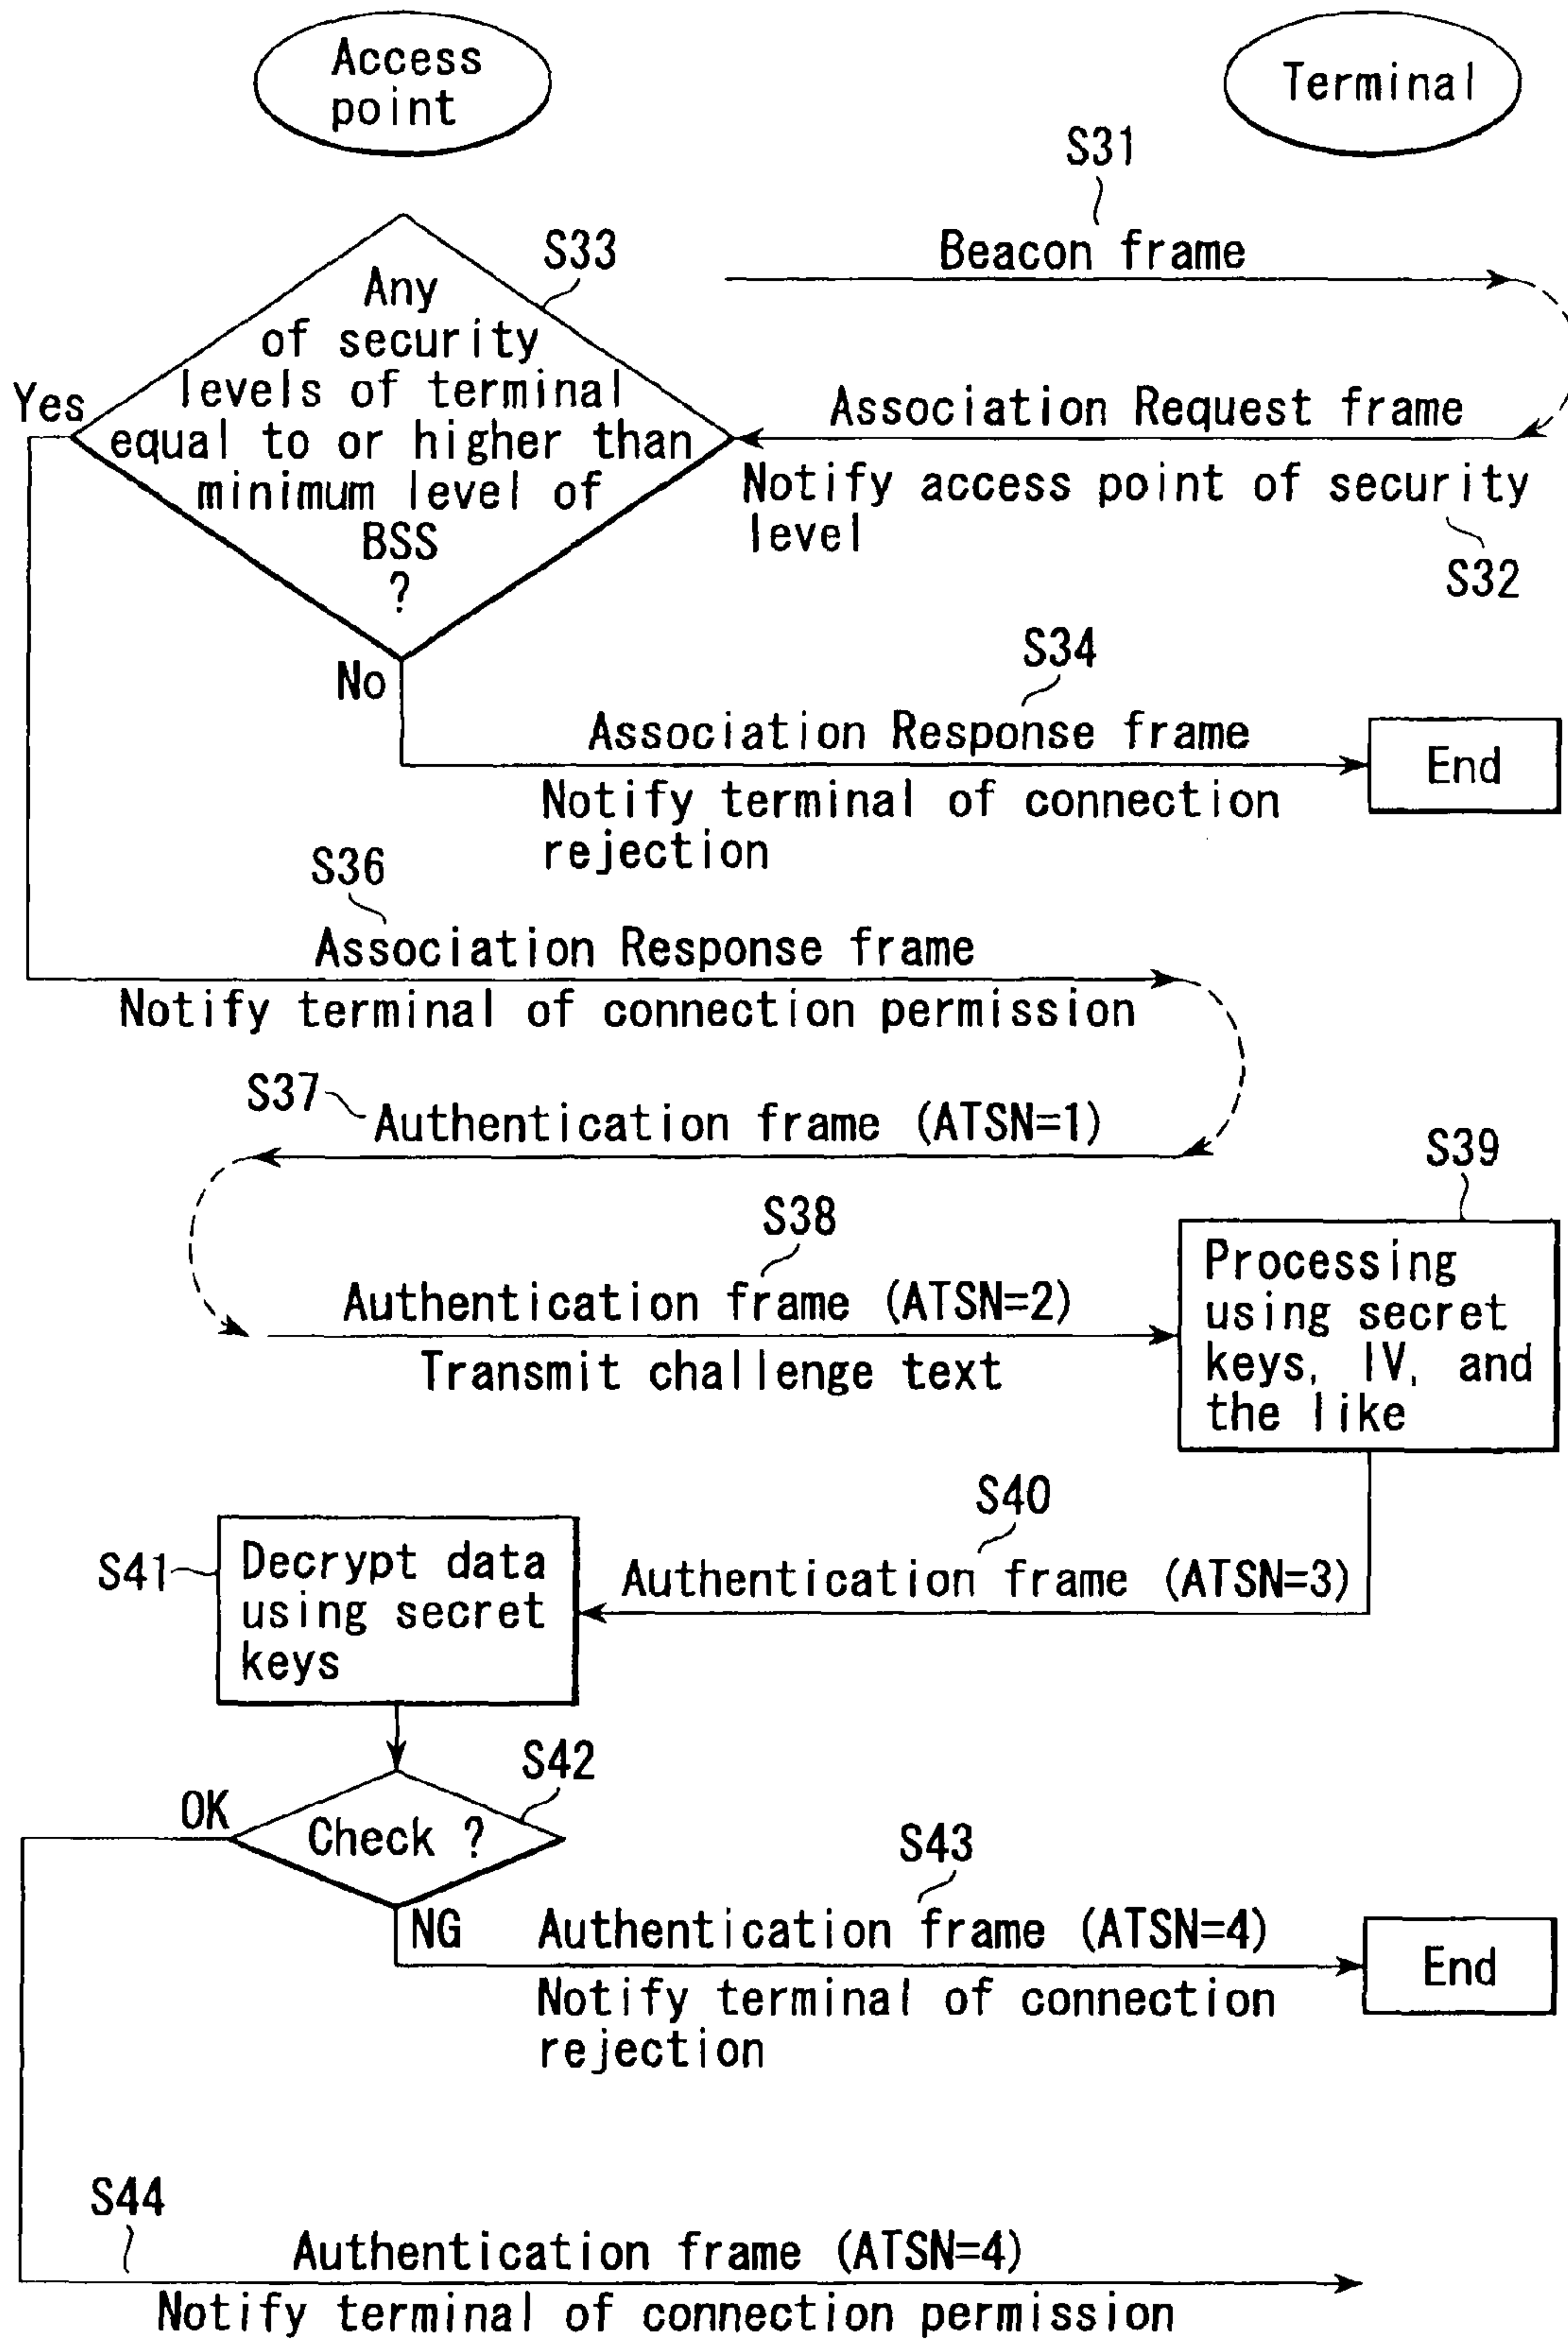 Access
point
Terminal
S31
Beacon frame
S33
Any
of security
levels of terminal
equal to or higher than
minimum level of
BSS
?
Yes
Association Request frame
Notify access point of security
level
S32
No
S34
Association Response frame
Notify terminal of connection
rejection
End
S36
Association Response frame
Notify terminal of connection permission
S37
Authentication frame (ATSN=1)
S38
Authentication frame (ATSN=2)
Transmit challenge text
S39
Processing
using secret
keys, IV, and
the like
S40
Authentication frame (ATSN=3)
S41
Decrypt data
using secret
keys
S42
OK
Check ?
S43
NG
Authentication frame (ATSN=4)
Notify terminal of connection
rejection
End
S44
Authentication frame (ATSN=4)
Notify terminal of connection permission